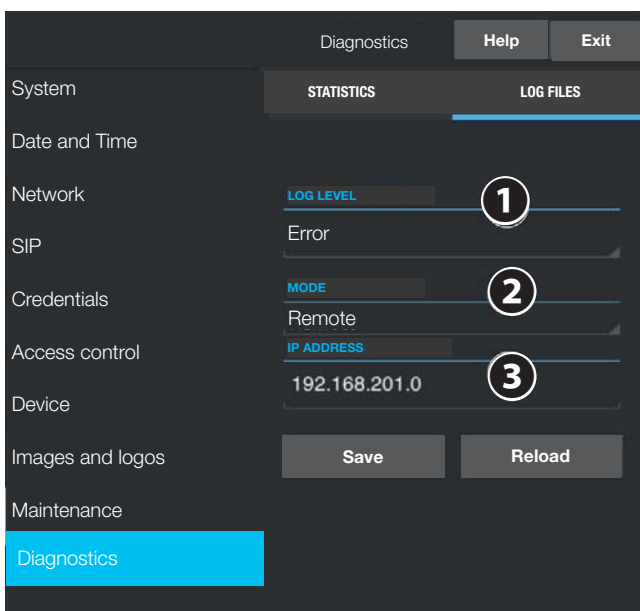 Diagnostics Help Exit
System
Date and Time
Network
SIP
Credentials
Access control
Device
Images and logos
Maintenance
Diagnostics
STATISTICS LOG FILES
LOG LEVEL 1
Error
MODE 2
Remote
IP ADDRESS
192.168.201.0 3
Save Reload